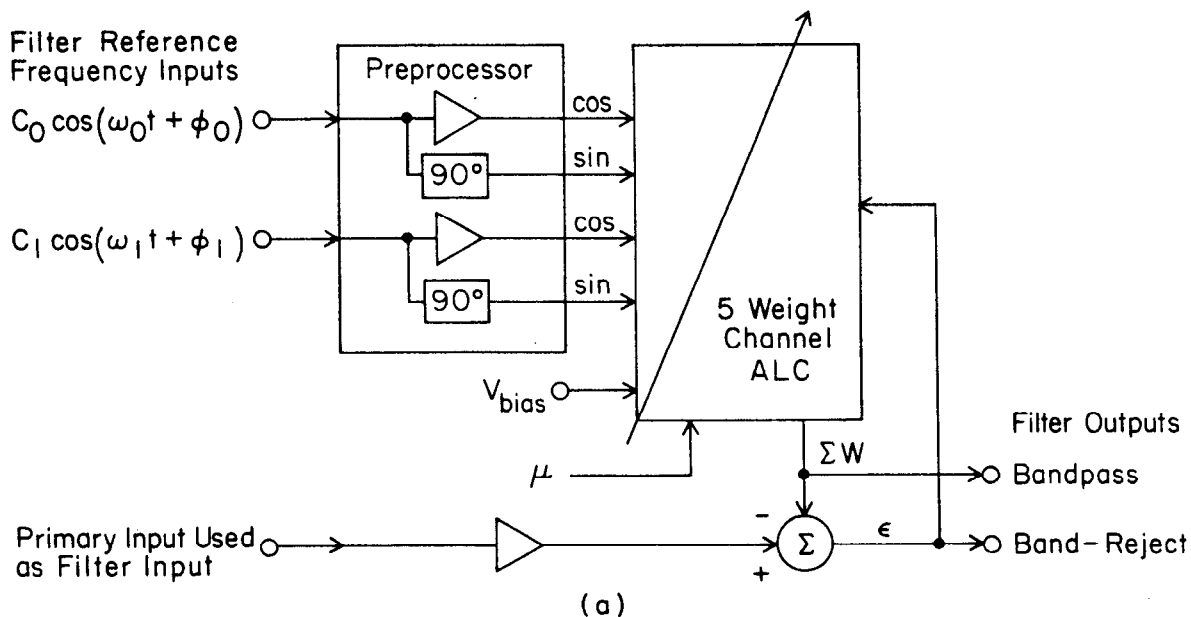 Filter Reference
Frequency Inputs
Preprocessor
C₀ cos(ω₀t + φ₀)
cos
90°
sin
C₁ cos(ω₁t + φ₁)
cos
90°
sin
5 Weight
Channel
ALC
V_bias
μ
ΣW
Filter Outputs
Bandpass
Primary Input Used
as Filter Input
-
+
Σ
ϵ
Band-Reject
(a)